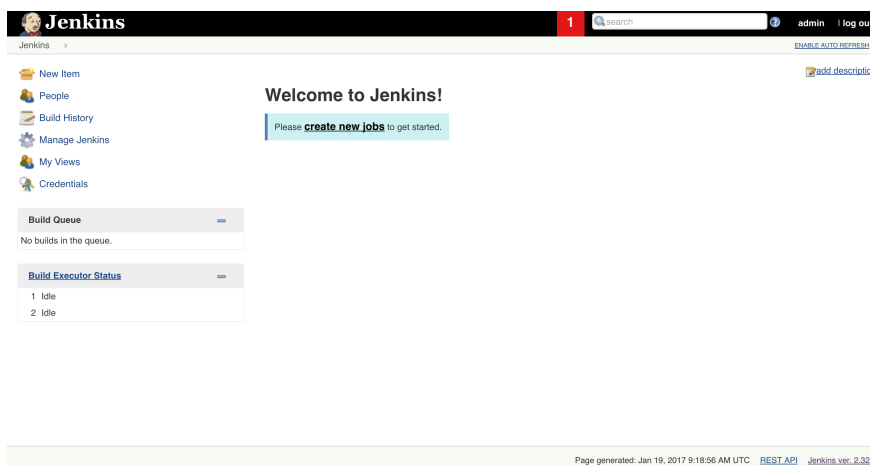 Jenkins
1
search
admin | log ou
Jenkins
ENABLE AUTO REFRESH
New Item
People
Build History
Manage Jenkins
My Views
Credentials
add descriptio
Welcome to Jenkins!
Please create new jobs to get started.
Build Queue
No builds in the queue.
Build Executor Status
1 Idle
2 Idle
Page generated: Jan 19, 2017 9:18:56 AM UTC REST API Jenkins ver. 2.32